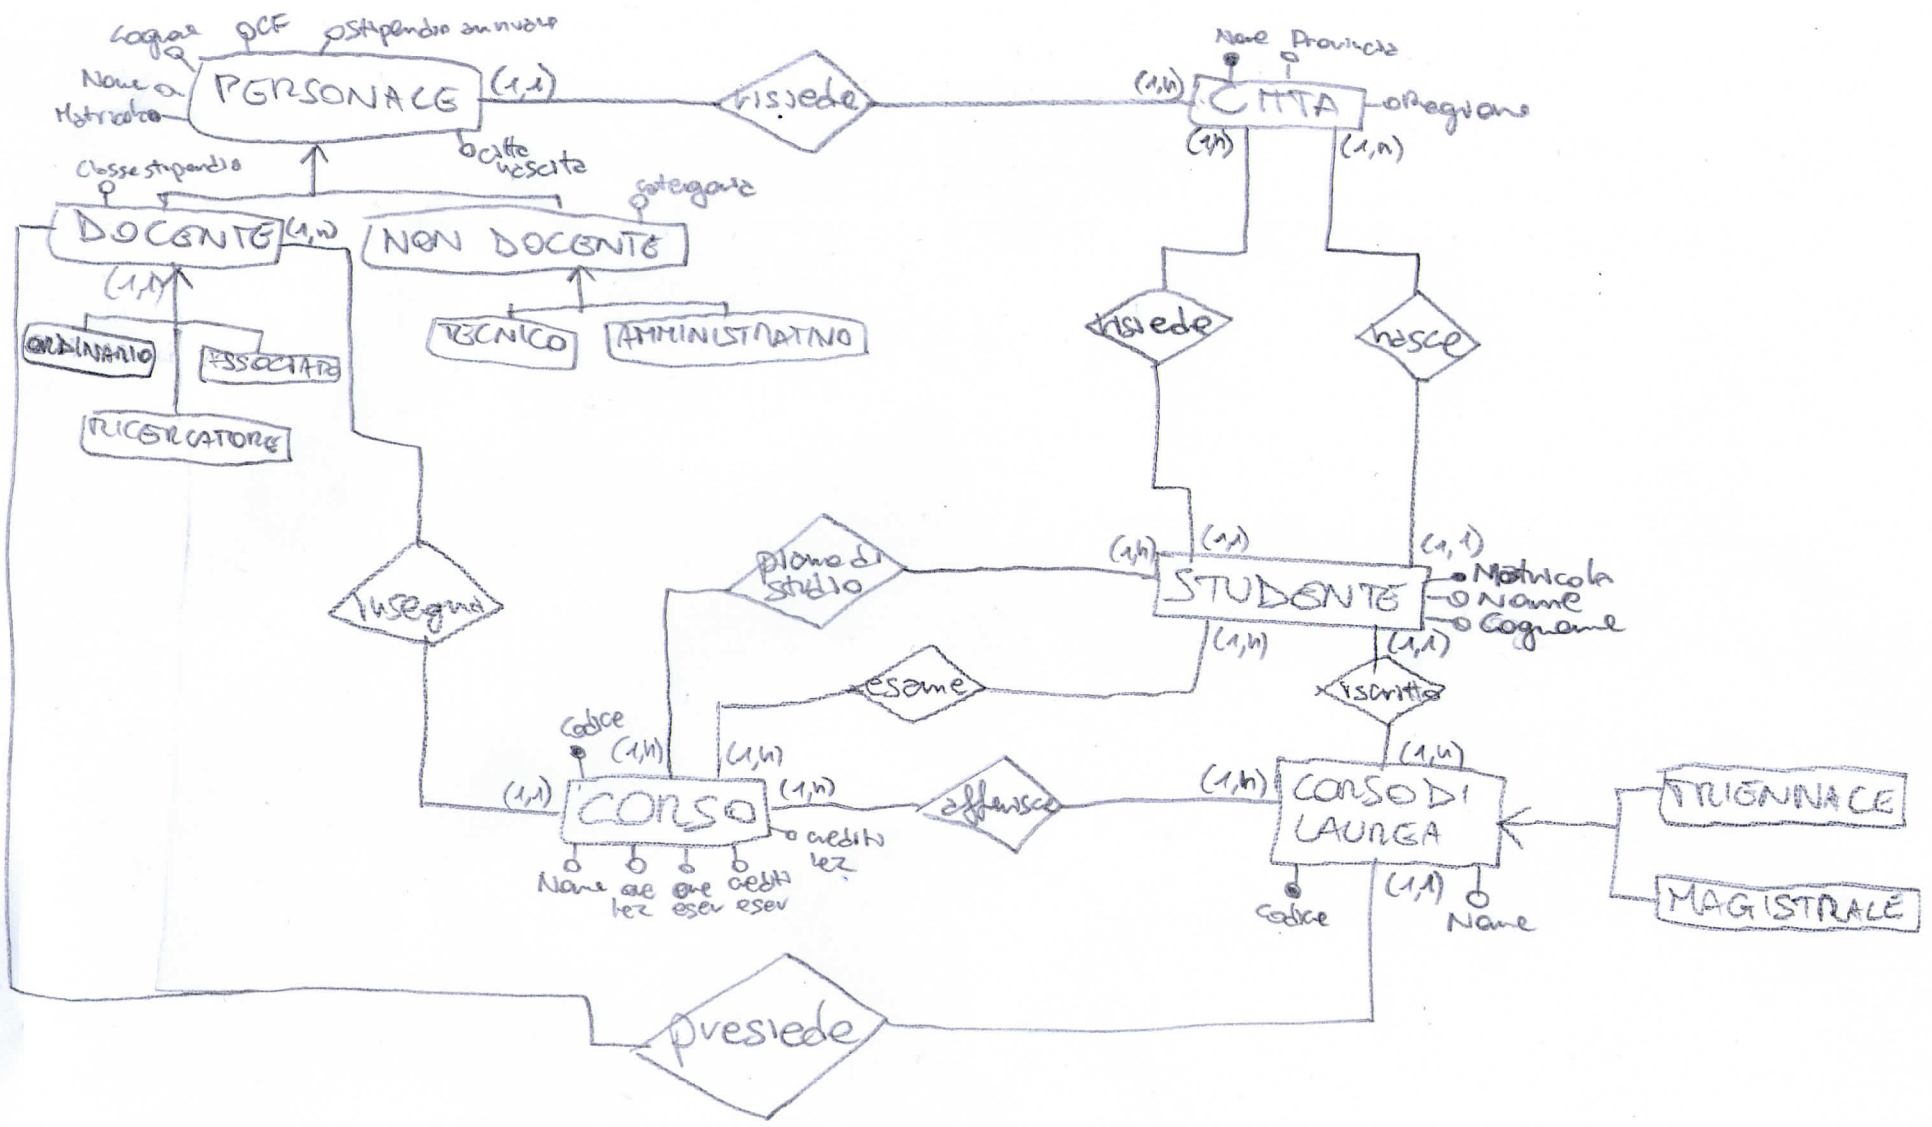 Cognome
CF
Stipendio annuale
Nome
Matricola
PERSONALE
(1,1)
risiede
(1,n)
Nome
Provincia
CITTA
Regione
(1,n)
(1,n)
citta
nascita
Classe stipendio
categoria
DOCENTE
(1,n)
NON DOCENTE
(1,1)
ORDINARIO
ASSOCIATO
TECNICO
AMMINISTRATIVO
RICERCATORE
risiede
nasce
insegna
piano di
studio
(1,n)
(1,1)
(1,1)
STUDENTE
Matricola
Nome
Cognome
(1,n)
(1,1)
esame
iscritto
Codice
(1,n)
(1,n)
(1,n)
(1,1)
CORSO
(1,n)
afferisce
(1,n)
CORSO DI
LAUREA
TRIENNALE
crediti
lez
Nome
ore
lez
ore
eser
crediti
eser
Codice
(1,1)
Nome
MAGISTRALE
presiede